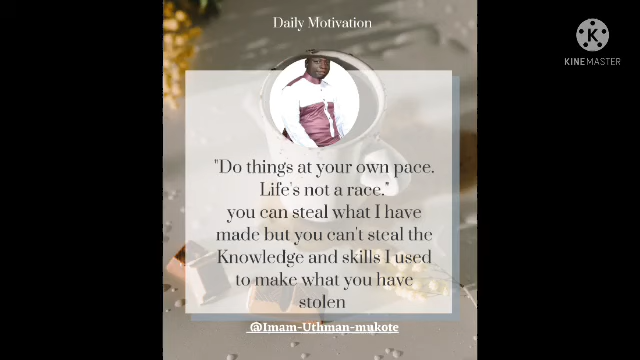 Daily Motivation
K
KINEMASTER
"Do things at your own pace.
Life's not a race."
you can steal what I have
made but you can't steal the
Knowledge and skills I used
to make what you have
stolen
@Imam-Uthman-mukote